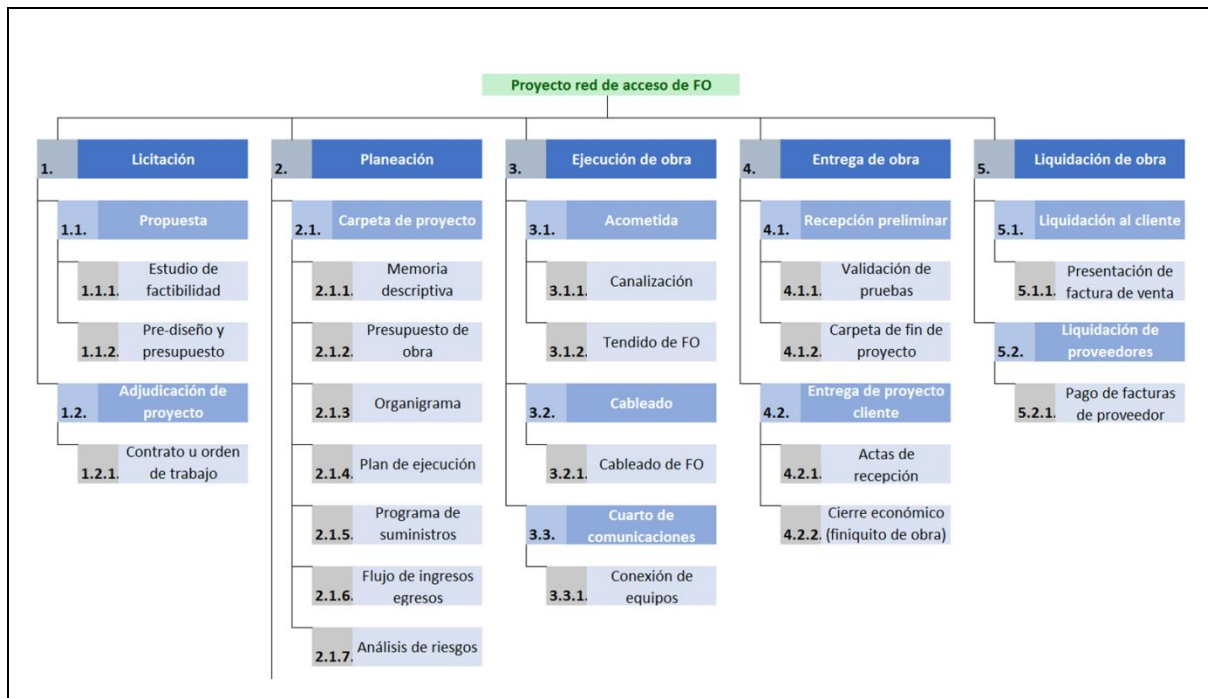 Proyecto red de acceso de FO
1. Licitación
1.1. Propuesta
1.1.1. Estudio de
factibilidad
1.1.2. Pre-diseño y
presupuesto
1.2. Adjudicación de
proyecto
1.2.1. Contrato u orden
de trabajo
2. Planeación
2.1. Carpeta de proyecto
2.1.1. Memoria
descriptiva
2.1.2. Presupuesto de
obra
2.1.3 Organigrama
2.1.4. Plan de ejecución
2.1.5. Programa de
suministros
2.1.6. Flujo de ingresos
egresos
2.1.7. Análisis de riesgos
3. Ejecución de obra
3.1. Acometida
3.1.1. Canalización
3.1.2. Tendido de FO
3.2. Cableado
3.2.1. Cableado de FO
3.3. Cuarto de
comunicaciones
3.3.1. Conexión de
equipos
4. Entrega de obra
4.1. Recepción preliminar
4.1.1. Validación de
pruebas
4.1.2. Carpeta de fin de
proyecto
4.2. Entrega de proyecto
cliente
4.2.1. Actas de
recepción
4.2.2. Cierre económico
(finiquito de obra)
5. Liquidación de obra
5.1. Liquidación al cliente
5.1.1. Presentación de
factura de venta
5.2. Liquidación de
proveedores
5.2.1. Pago de facturas
de proveedor